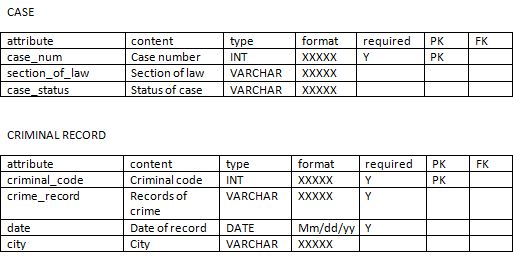 CASE
attribute content type format required PK FK
case_num Case number INT XXXXX Y PK
section_of_law Section of law VARCHAR XXXXX
case_status Status of case VARCHAR XXXXX
CRIMINAL RECORD
attribute content type format required PK FK
criminal_code Criminal code INT XXXXX Y PK
crime_record Records of VARCHAR XXXXX Y
crime
date Date of record DATE Mm/dd/yy Y
city City VARCHAR XXXXX